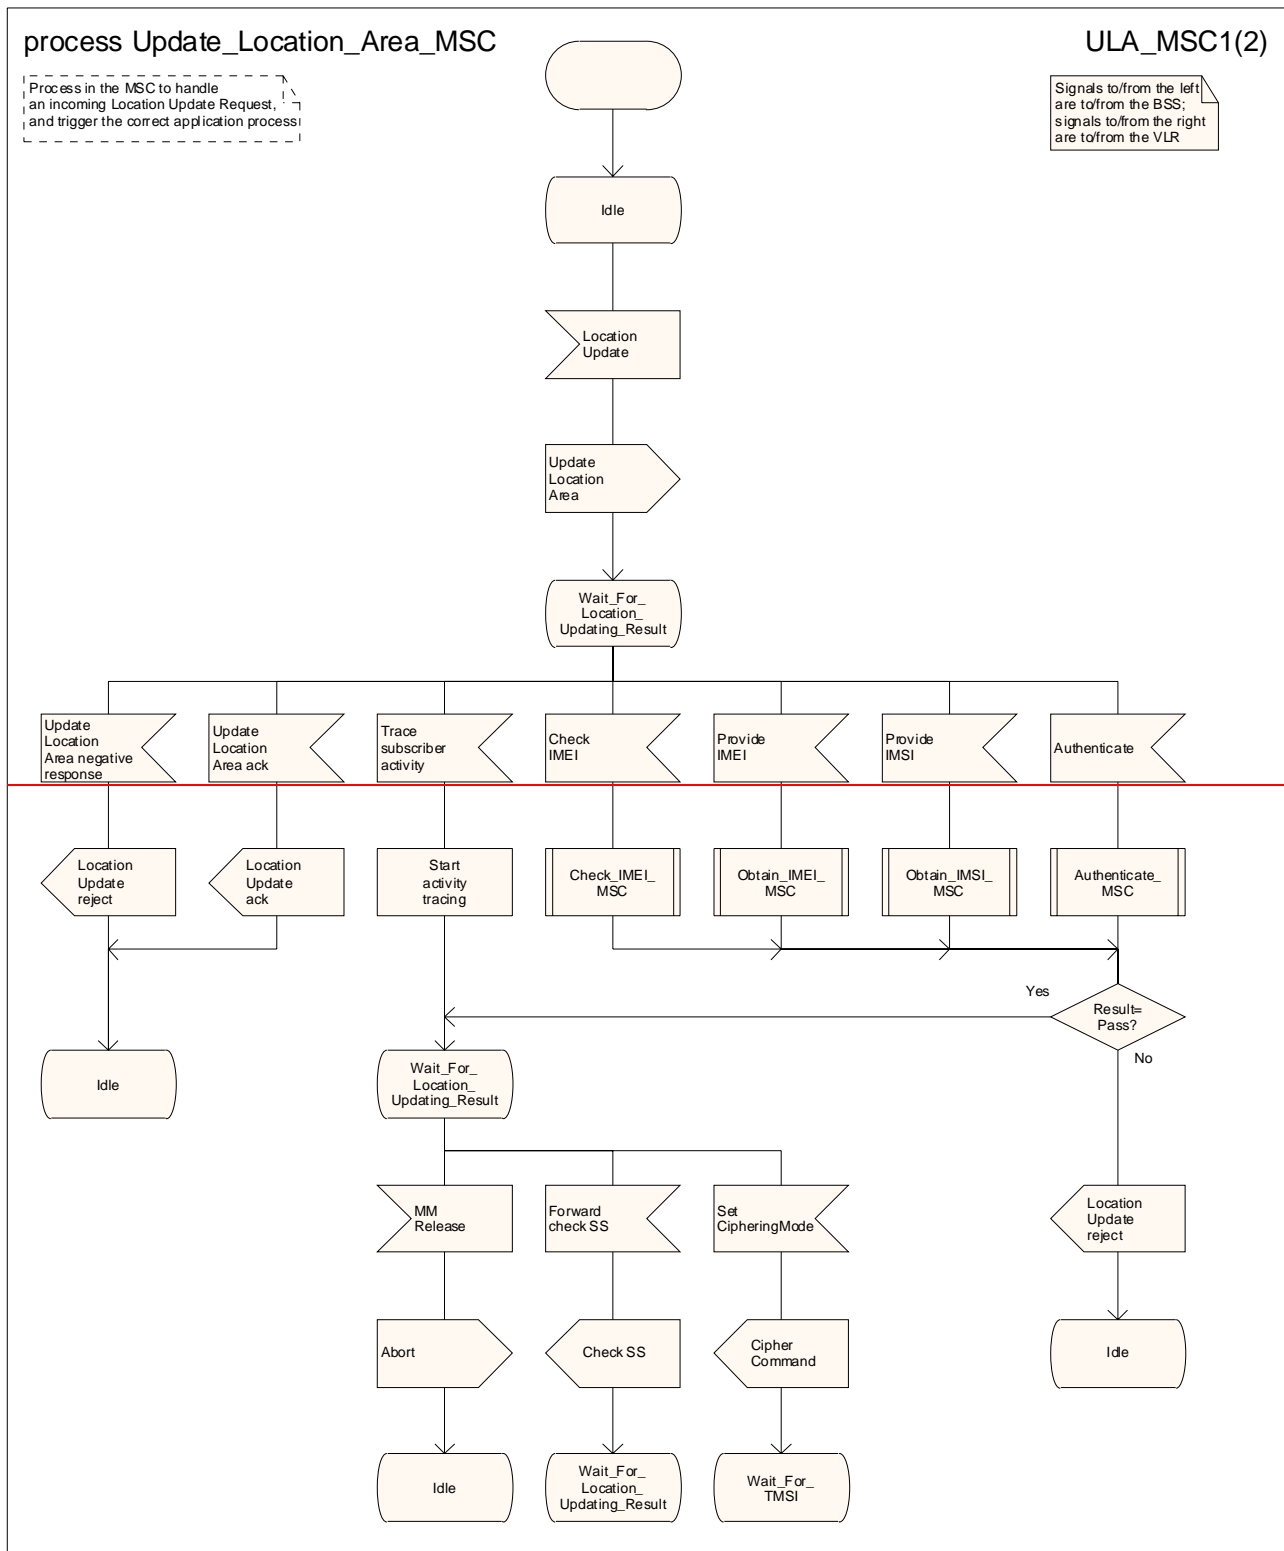 process Update_Location_Area_MSC
ULA_MSC1(2)
Process in the MSC to handle
an incoming Location Update Request,
and trigger the correct application process
Signals to/from the left
are to/from the BSS;
signals to/from the right
are to/from the VLR
Idle
Location
Update
Update
Location
Area
Wait_For_
Location_
Updating_Result
Update
Location
Area negative
response
Update
Location
Area ack
Trace
subscriber
activity
Check
IMEI
Provide
IMEI
Provide
IMSI
Authenticate
Location
Update
reject
Location
Update
ack
Start
activity
tracing
Check_IMEI_
MSC
Obtain_IMEI_
MSC
Obtain_IMSI_
MSC
Authenticate_
MSC
Yes
Result=
Pass?
No
Idle
Wait_For_
Location_
Updating_Result
MM
Release
Forward
check SS
Set
CipheringMode
Location
Update
reject
Abort
Check SS
Cipher
Command
Idle
Idle
Wait_For_
Location_
Updating_Result
Wait_For_
TMSI